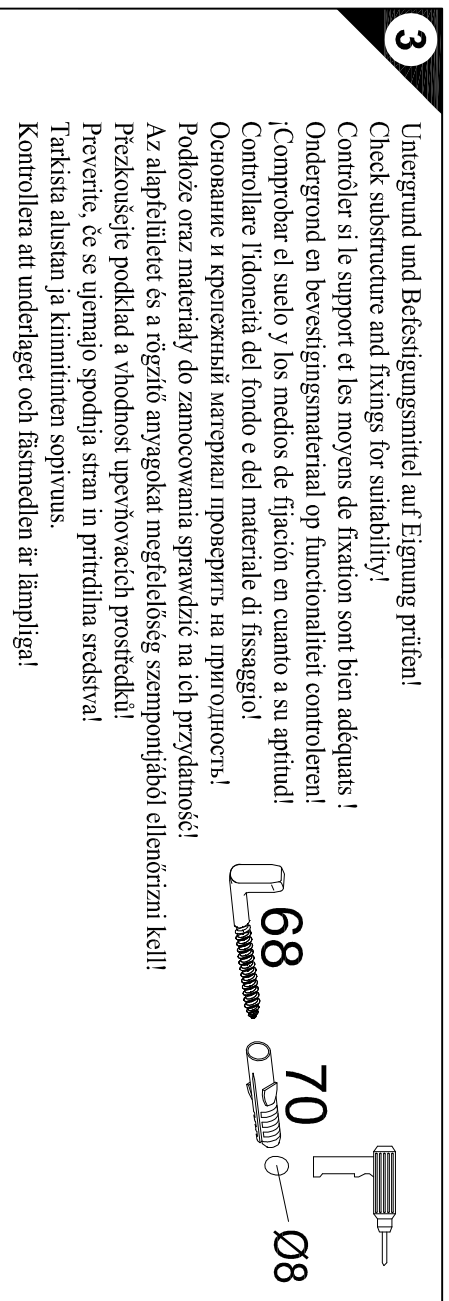 3
Untergrund und Befestigungsmittel auf Eignung prüfen!
Check substructure and fixings for suitability!
Contrôler si le support et les moyens de fixation sont bien adéquats !
Ondergrond en bevestigingsmateriaal op functionaliteit controleren!
¡Comprobar el suelo y los medios de fijación en cuanto a su aptitud!
Controllare l'idoneità del fondo e del materiale di fissaggio!
Основание и крепежный материал проверить на пригодность!
Podłoże oraz materiały do zamocowania sprawdzić na ich przydatność!
Az alapfelületet és a rögzítő anyagokat megfelelőség szempontjából ellenőrizni kell!
Přezkoušejte podklad a vhodnost upevňovacích prostředků!
Preverite, če se ujemajo spodnja stran in pritrdilna sredstva!
Tarkista alustan ja kiinnitinten sopivuus.
Kontrollera att underlaget och fästmedlen är lämpliga!
68
70
Ø8